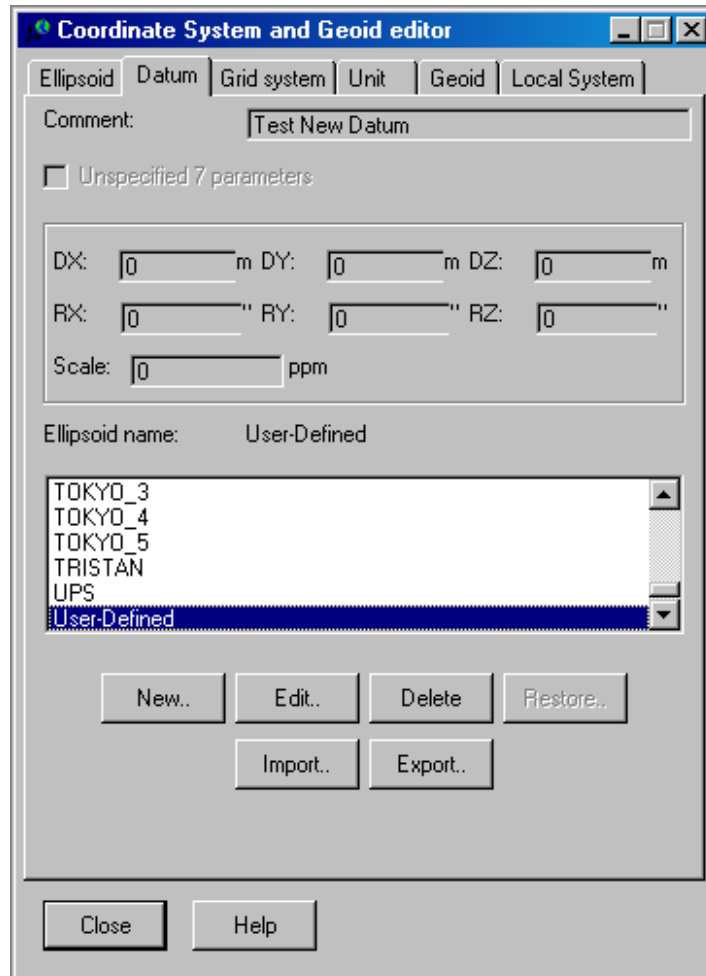 Coordinate System and Geoid editor
Ellipsoid Datum Grid system Unit Geoid Local System
Comment: Test New Datum
Unspecified 7 parameters
DX: 0 m DY: 0 m DZ: 0 m
RX: 0 " RY: 0 " RZ: 0 "
Scale: 0 ppm
Ellipsoid name: User-Defined
TOKYO_3
TOKYO_4
TOKYO_5
TRISTAN
UPS
User-Defined
New.. Edit.. Delete Restore..
Import.. Export..
Close Help